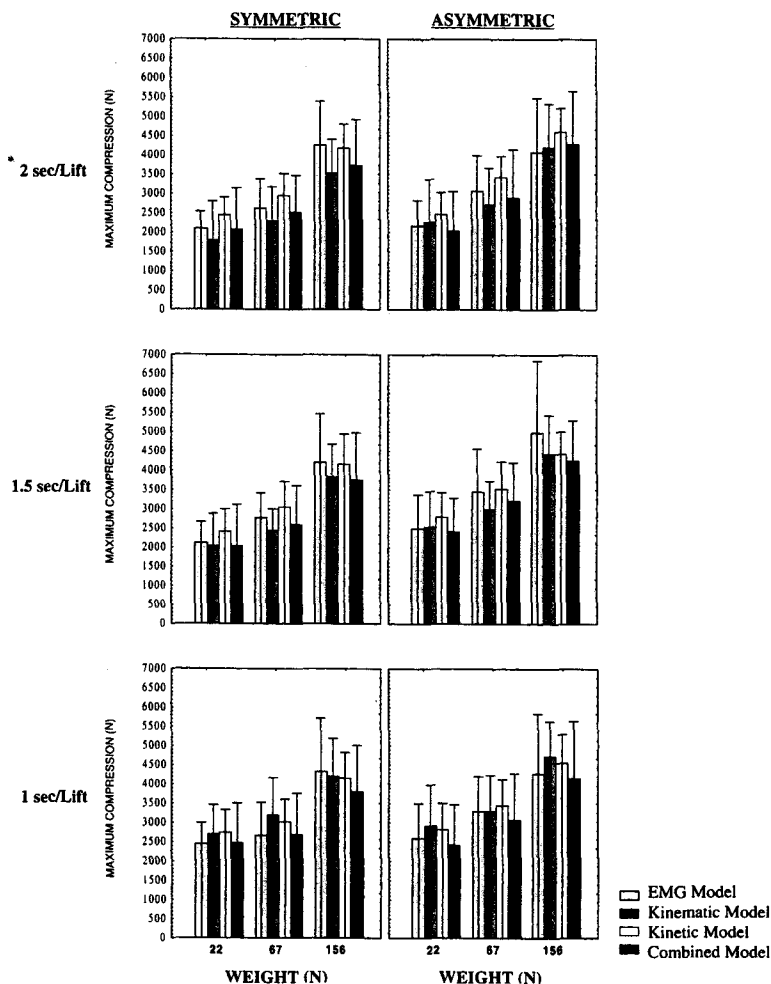 SYMMETRIC
ASYMMETRIC
* 2 sec/Lift
MAXIMUM COMPRESSION (N)
7000
6500
6000
5500
5000
4500
4000
3500
3000
2500
2000
1500
1000
500
0
1.5 sec/Lift
MAXIMUM COMPRESSION (N)
7000
6500
6000
5500
5000
4500
4000
3500
3000
2500
2000
1500
1000
500
0
1 sec/Lift
MAXIMUM COMPRESSION (N)
7000
6500
6000
5500
5000
4500
4000
3500
3000
2500
2000
1500
1000
500
0
22 67 156
22 67 156
WEIGHT (N)
WEIGHT (N)
EMG Model
Kinematic Model
Kinetic Model
Combined Model